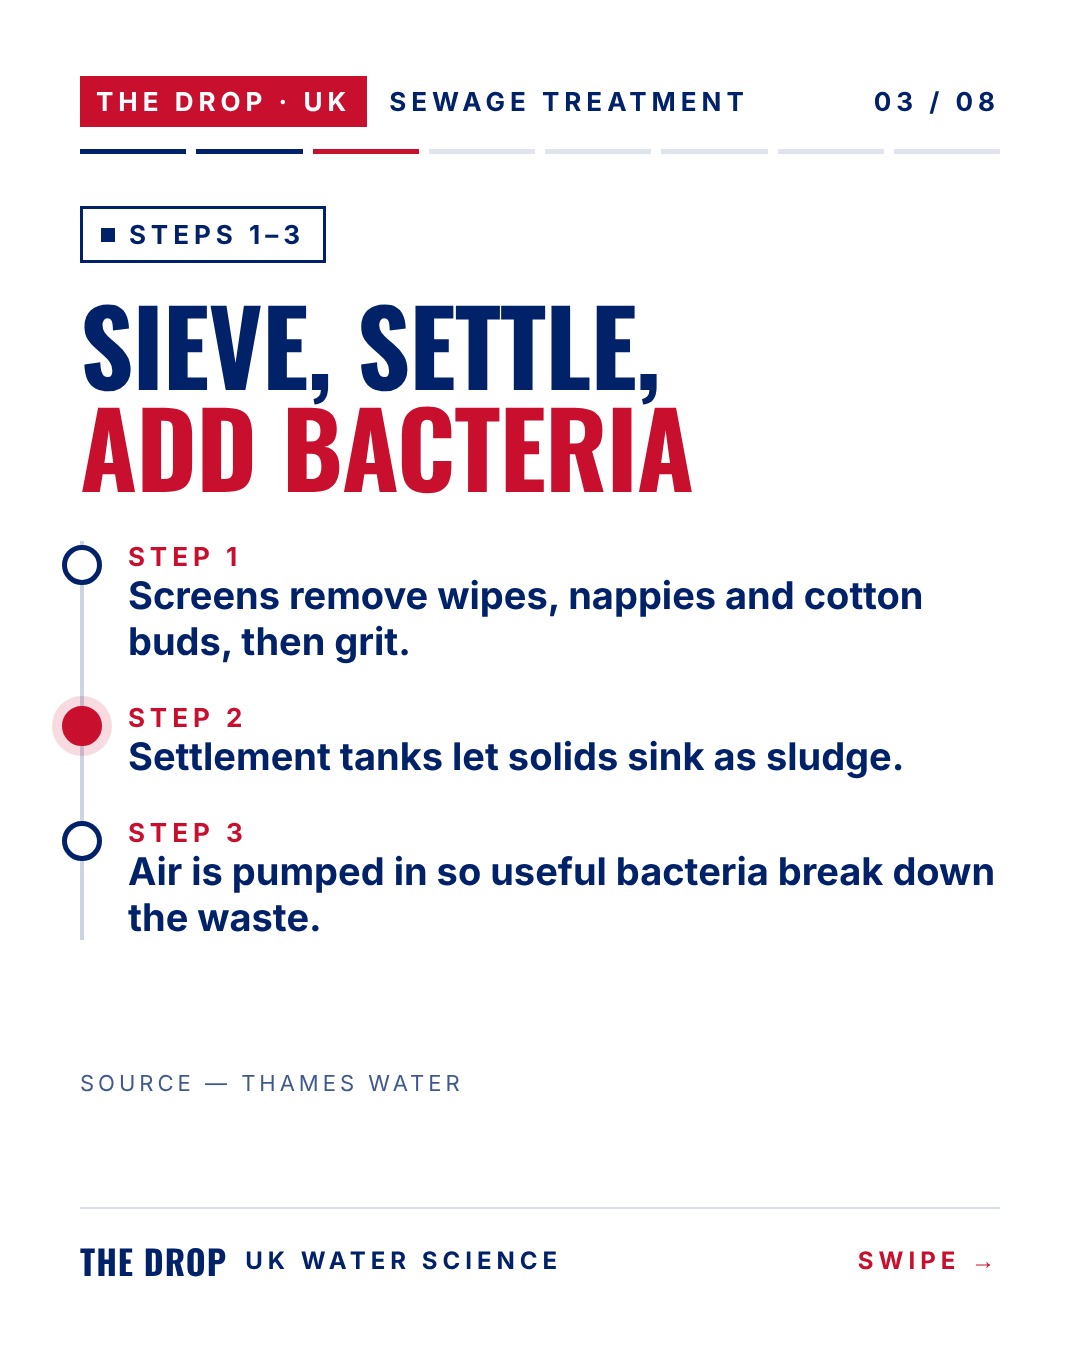 THE DROP · UK SEWAGE TREATMENT 03 / 08
STEPS 1–3
SIEVE, SETTLE,
ADD BACTERIA
STEP 1
Screens remove wipes, nappies and cotton
buds, then grit.
STEP 2
Settlement tanks let solids sink as sludge.
STEP 3
Air is pumped in so useful bacteria break down
the waste.
SOURCE — THAMES WATER
THE DROP UK WATER SCIENCE SWIPE →